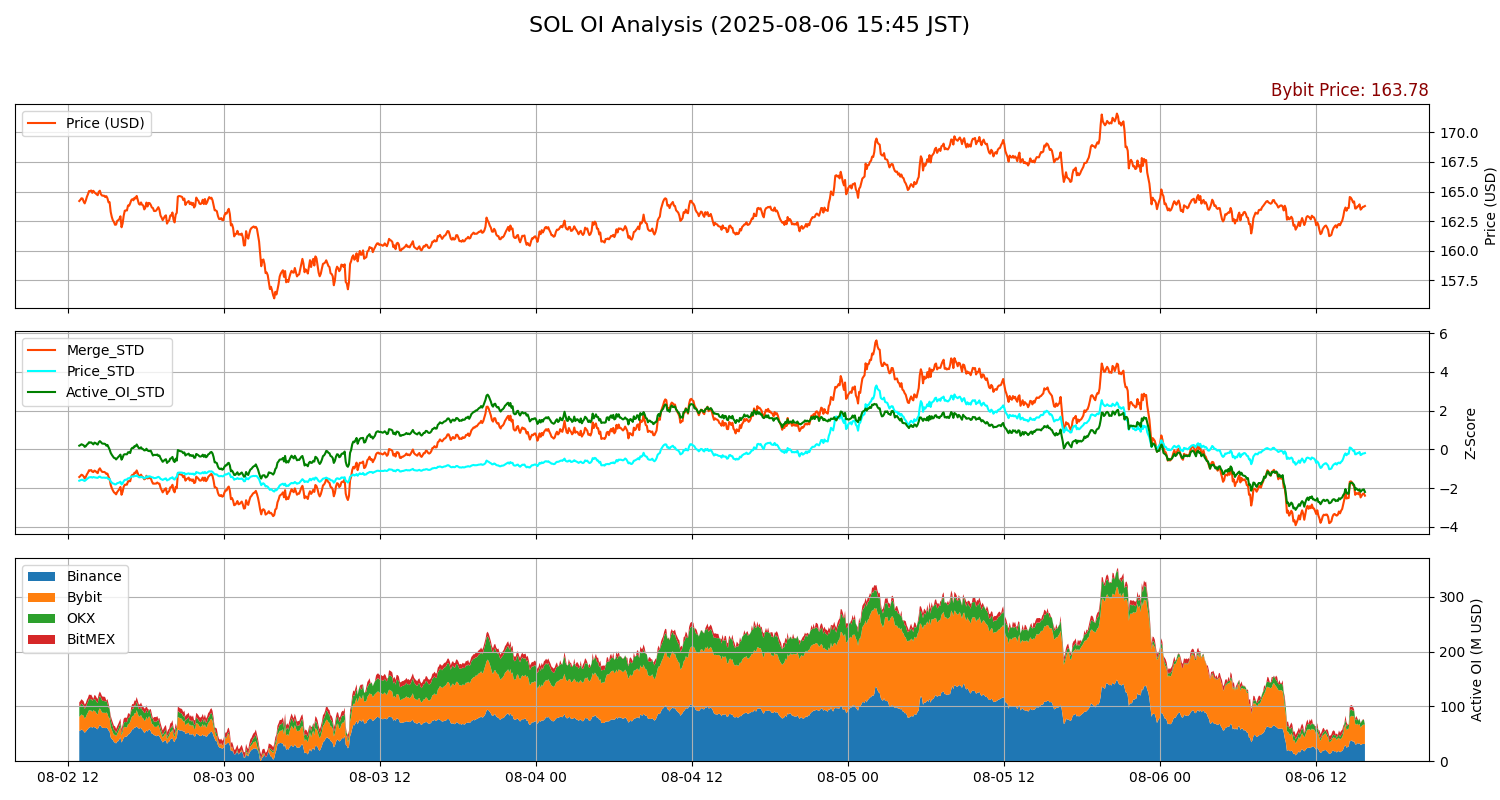 SOL OI Analysis (2025-08-06 15:45 JST)
Bybit Price: 163.78
Price (USD)
170.0
167.5
165.0
162.5
160.0
157.5
Price (USD)
Merge_STD
Price_STD
Active_OI_STD
6
4
2
0
−2
−4
Z-Score
Binance
Bybit
OKX
BitMEX
300
200
100
0
Active OI (M USD)
08-02 12
08-03 00
08-03 12
08-04 00
08-04 12
08-05 00
08-05 12
08-06 00
08-06 12